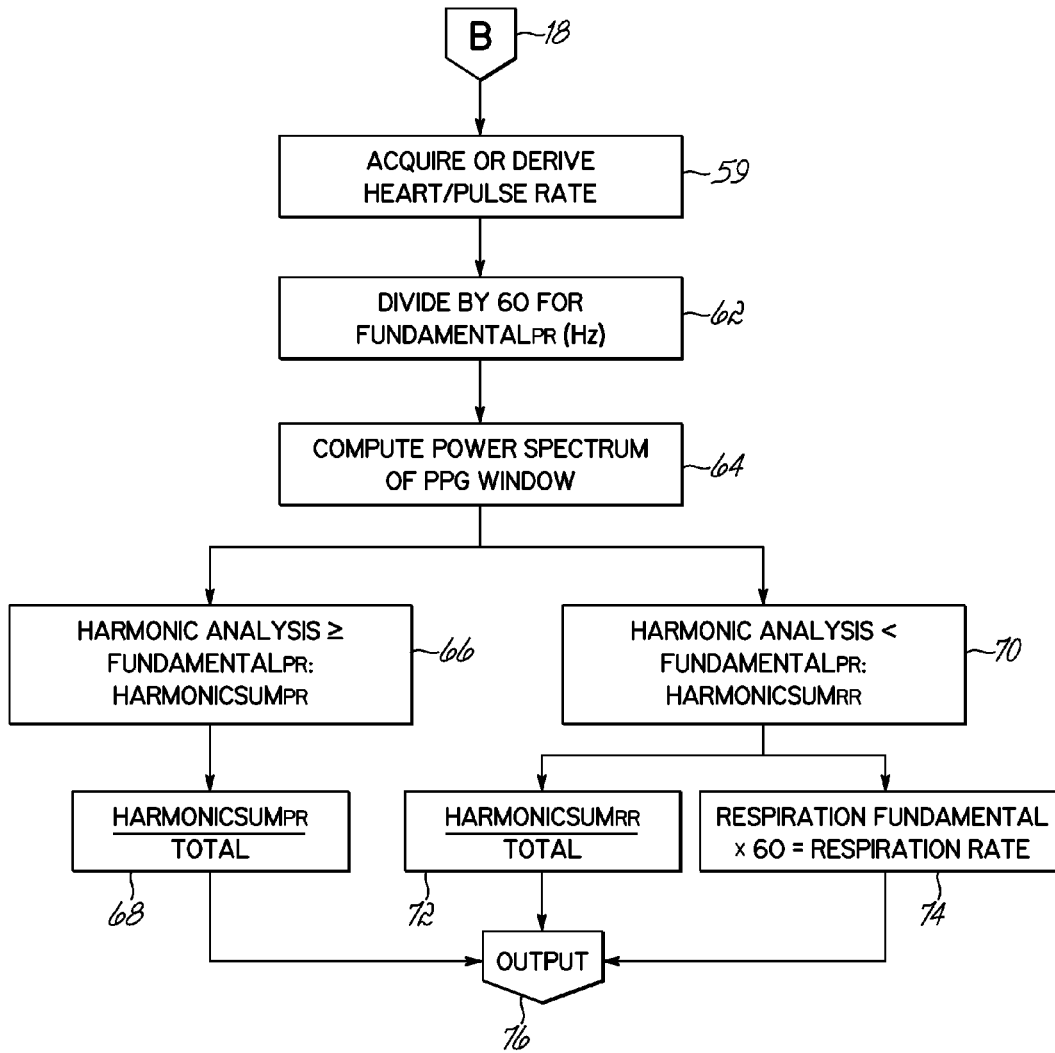 B
18
ACQUIRE OR DERIVE
HEART/PULSE RATE
59
DIVIDE BY 60 FOR
FUNDAMENTALPR (Hz)
62
COMPUTE POWER SPECTRUM
OF PPG WINDOW
64
HARMONIC ANALYSIS ≥
FUNDAMENTALPR:
HARMONICSUMPR
66
HARMONIC ANALYSIS <
FUNDAMENTALPR:
HARMONICSUMRR
70
HARMONICSUMPR
TOTAL
68
HARMONICSUMRR
TOTAL
72
RESPIRATION FUNDAMENTAL
× 60 = RESPIRATION RATE
74
OUTPUT
76